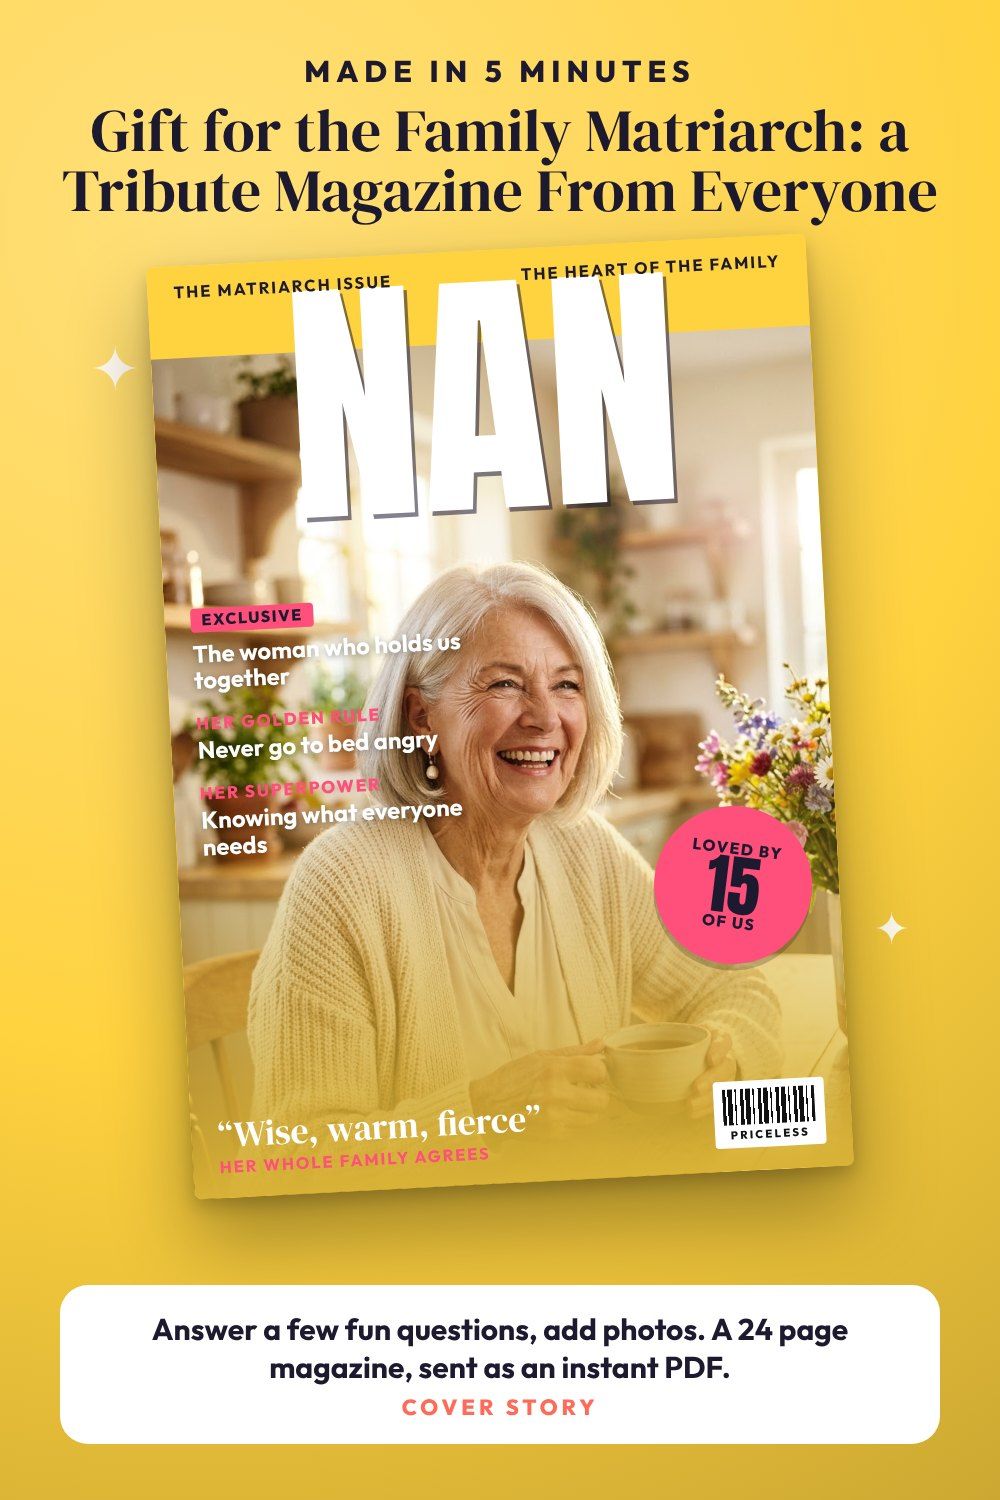 MADE IN 5 MINUTES
Gift for the Family Matriarch: a
Tribute Magazine From Everyone
THE MATRIARCH ISSUE
THE HEART OF THE FAMILY
NAN
EXCLUSIVE
The woman who holds us
together
HER GOLDEN RULE
Never go to bed angry
HER SUPERPOWER
Knowing what everyone
needs
LOVED BY
15
OF US
“Wise, warm, fierce”
HER WHOLE FAMILY AGREES
PRICELESS
Answer a few fun questions, add photos. A 24 page
magazine, sent as an instant PDF.
COVER STORY